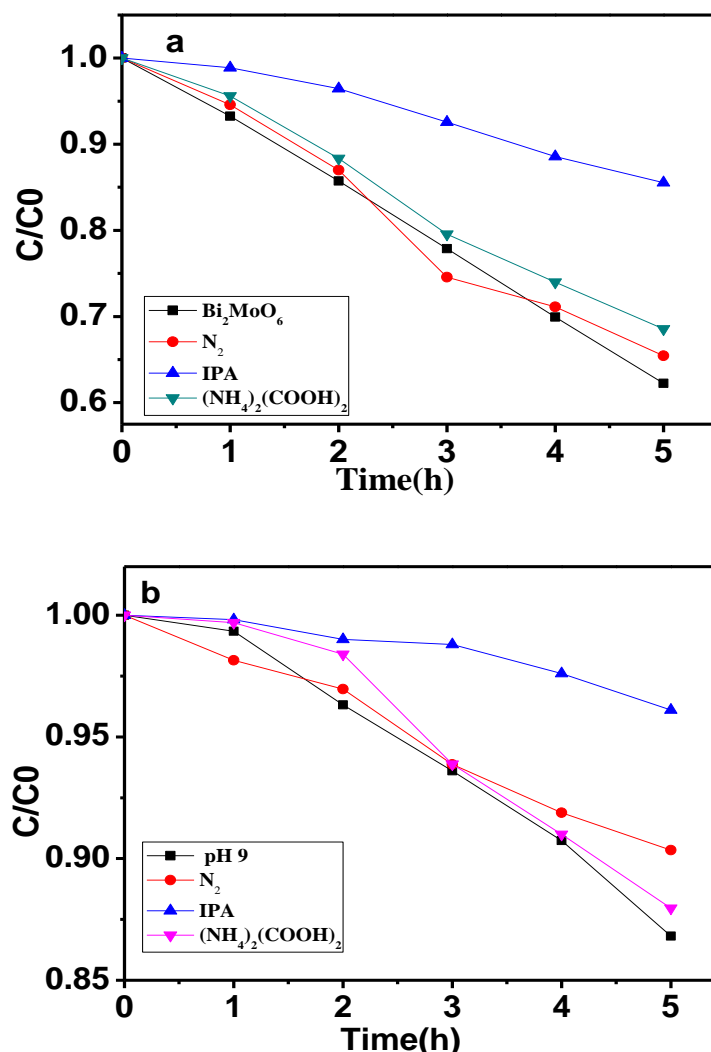 a
1.0
0.9
0.8
0.7
0.6
C/C0
Bi₂MoO₆
N₂
IPA
(NH₄)₂(COOH)₂
0 1 2 3 4 5
Time(h)
b
1.00
0.95
0.90
0.85
C/C0
pH 9
N₂
IPA
(NH₄)₂(COOH)₂
0 1 2 3 4 5
Time(h)